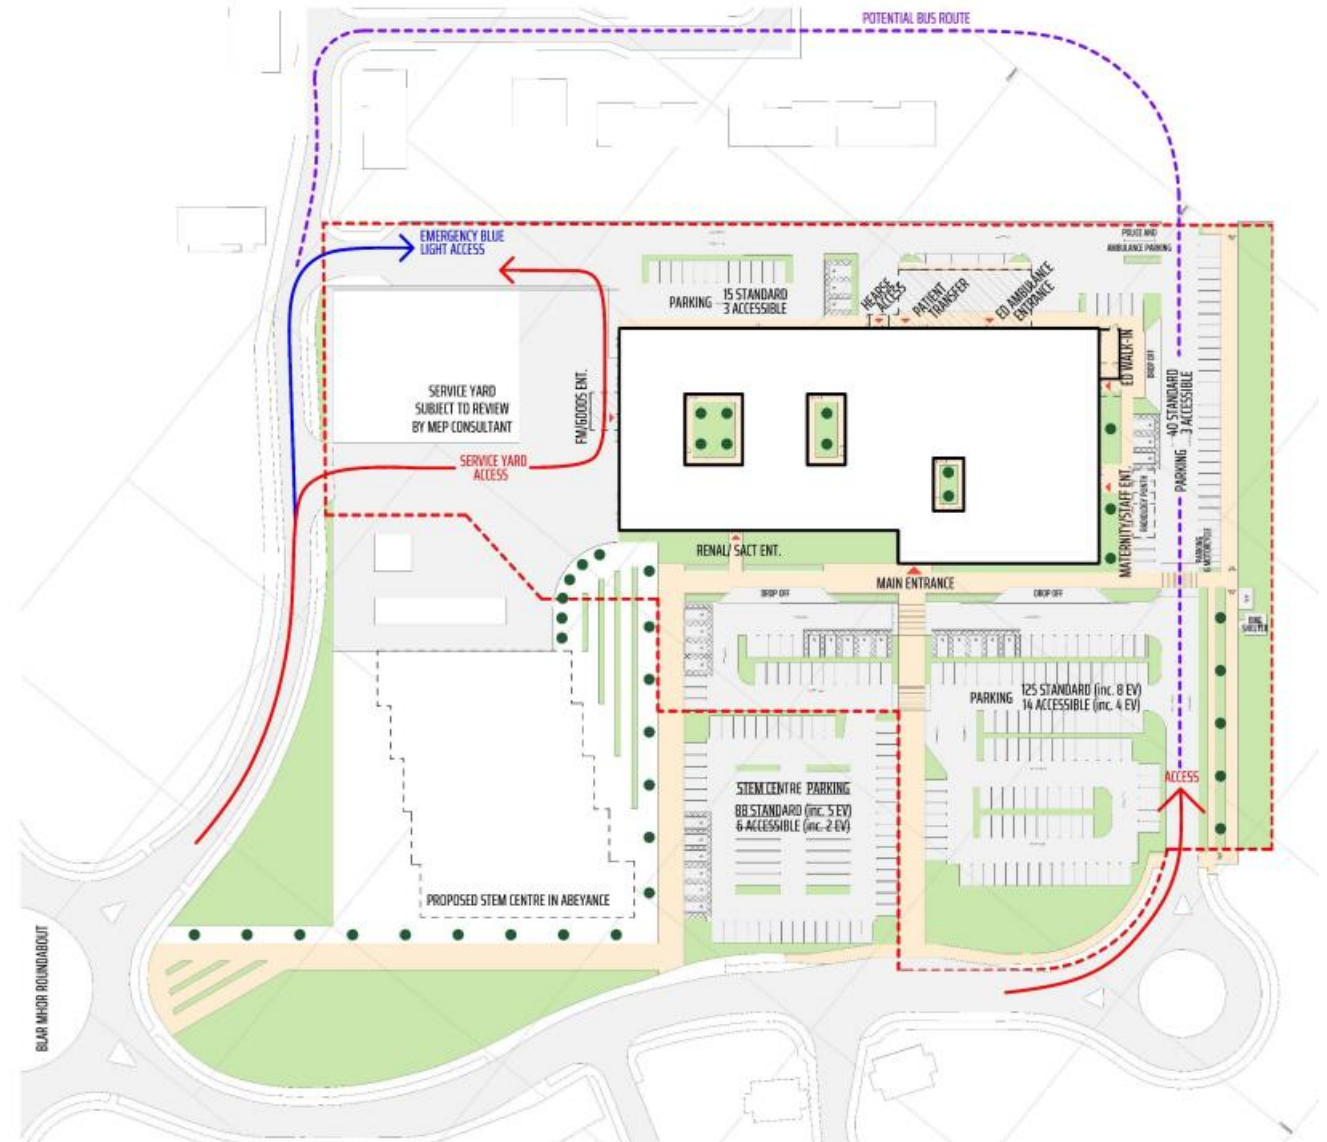 POTENTIAL BUS ROUTE
EMERGENCY BLUE
LIGHT ACCESS
POLICE AND
AMBULANCE PARKING
PARKING
15 STANDARD
3 ACCESSIBLE
HEARSE
ACCESS
PATIENT
TRANSFER
ED AMBULANCE
ENTRANCE
ED WALK-IN
DROP OFF
40 STANDARD
3 ACCESSIBLE
PARKING
SERVICE YARD
SUBJECT TO REVIEW
BY MEP CONSULTANT
FM/GOODS ENT.
SERVICE YARD
ACCESS
MATERNITY/STAFF ENT.
PARKING
6 MOTORCYCLE
RENAL/ SACT ENT.
MAIN ENTRANCE
DROP OFF
DROP OFF
SHELTER
PARKING
125 STANDARD (inc. 8 EV)
14 ACCESSIBLE (inc. 4 EV)
ACCESS
STEM CENTRE PARKING
88 STANDARD (inc. 5 EV)
6 ACCESSIBLE (inc. 2 EV)
PROPOSED STEM CENTRE IN ABEYANCE
BLAR MHOR ROUNDABOUT